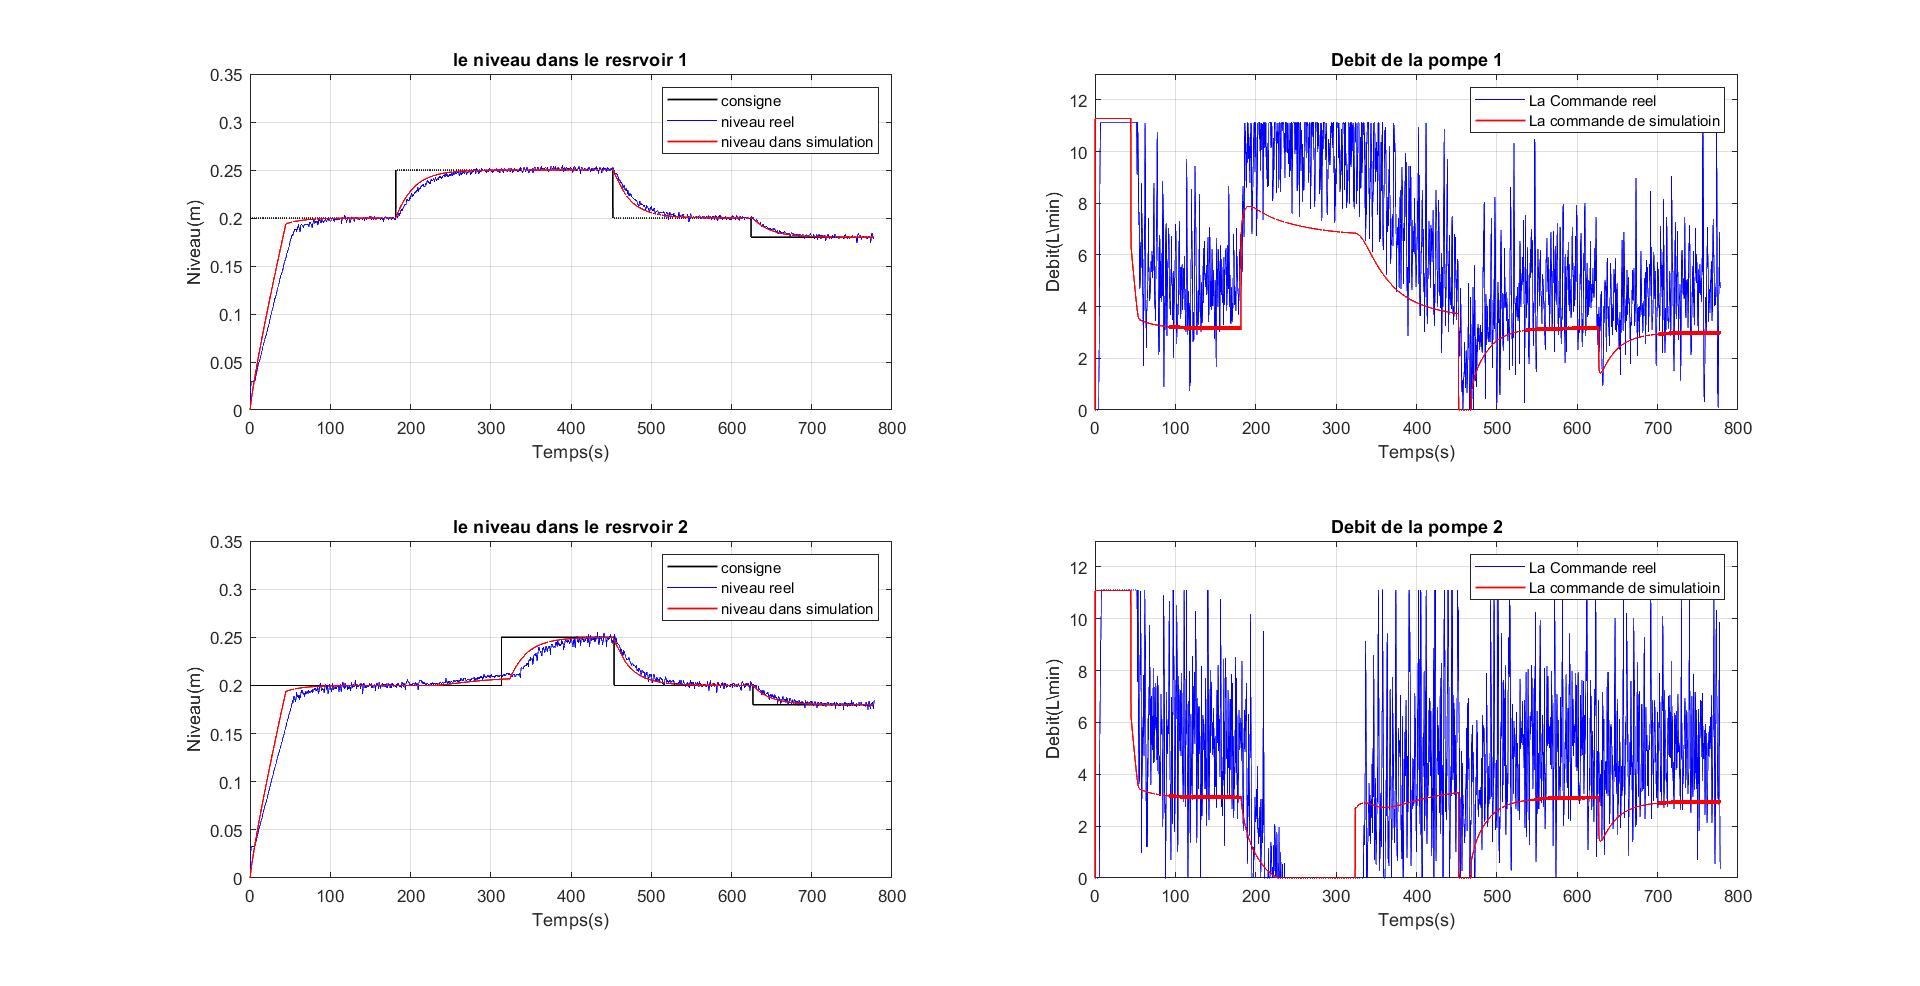 le niveau dans le resrvoir 1
0.35
0.3
0.25
0.2
0.15
0.1
0.05
0
Niveau(m)
consigne
niveau reel
niveau dans simulation
0 100 200 300 400 500 600 700 800
Temps(s)
Debit de la pompe 1
12
10
8
6
4
2
0
Debit(L\min)
La Commande reel
La commande de simulatioin
0 100 200 300 400 500 600 700 800
Temps(s)
le niveau dans le resrvoir 2
0.35
0.3
0.25
0.2
0.15
0.1
0.05
0
Niveau(m)
consigne
niveau reel
niveau dans simulation
0 100 200 300 400 500 600 700 800
Temps(s)
Debit de la pompe 2
12
10
8
6
4
2
0
Debit(L\min)
La Commande reel
La commande de simulatioin
0 100 200 300 400 500 600 700 800
Temps(s)